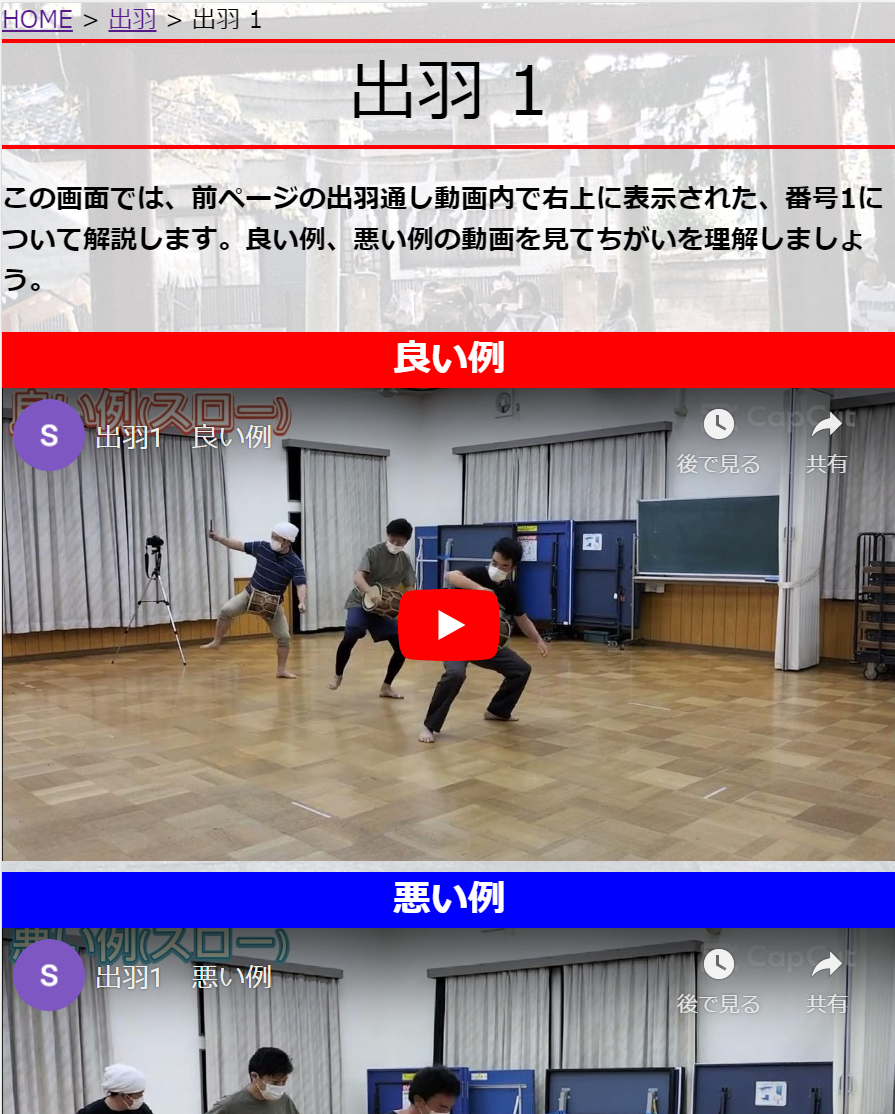 HOME > 出羽 > 出羽 1
出羽 1
この画面では、前ページの出羽通し動画内で右上に表示された、番号1に
ついて解説します。良い例、悪い例の動画を見てちがいを理解しましょ
う。
良い例
良い例(スロー)
CapCut
S 出羽1 良い例
後で見る 共有
悪い例
悪い例(スロー)
CapCut
S 出羽1 悪い例
後で見る 共有